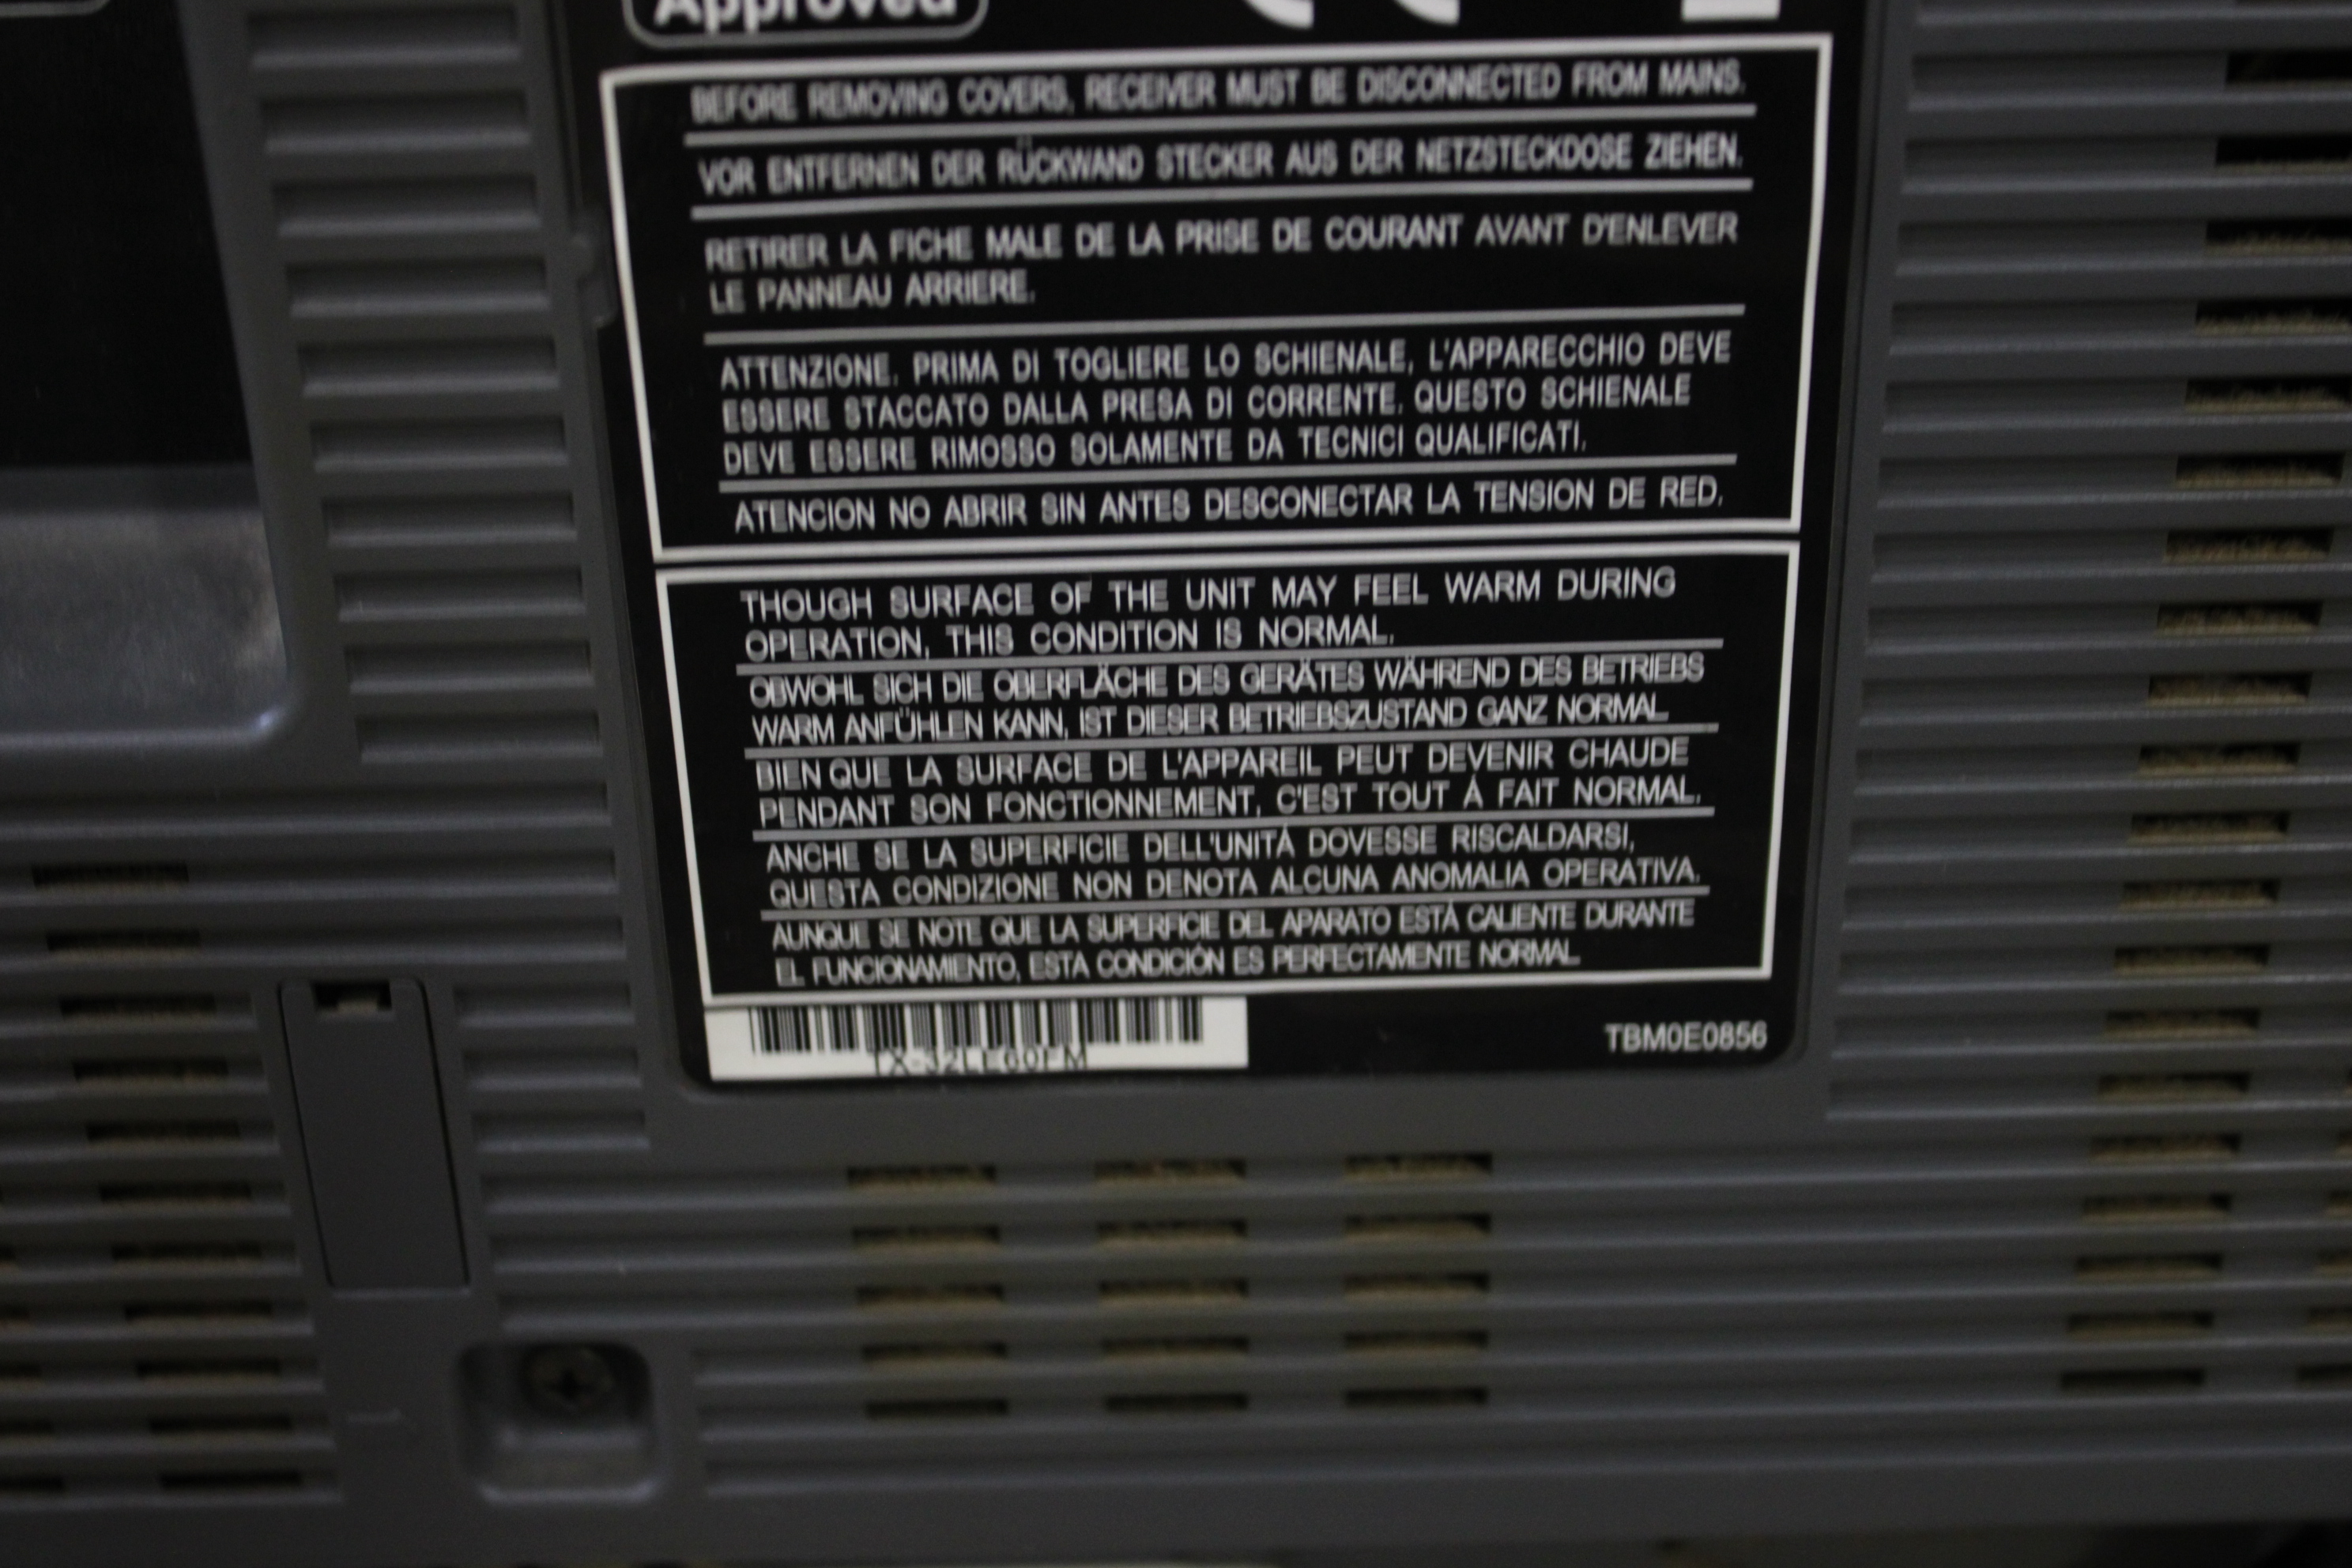 Approved
BEFORE REMOVING COVERS, RECEIVER MUST BE DISCONNECTED FROM MAINS.
VOR ENTFERNEN DER RÜCKWAND STECKER AUS DER NETZSTECKDOSE ZIEHEN.
RETIRER LA FICHE MALE DE LA PRISE DE COURANT AVANT D'ENLEVER
LE PANNEAU ARRIERE.
ATTENZIONE. PRIMA DI TOGLIERE LO SCHIENALE, L'APPARECCHIO DEVE
ESSERE STACCATO DALLA PRESA DI CORRENTE. QUESTO SCHIENALE
DEVE ESSERE RIMOSSO SOLAMENTE DA TECNICI QUALIFICATI.
ATENCION NO ABRIR SIN ANTES DESCONECTAR LA TENSION DE RED.
THOUGH SURFACE OF THE UNIT MAY FEEL WARM DURING
OPERATION, THIS CONDITION IS NORMAL.
OBWOHL SICH DIE OBERFLÄCHE DES GERÄTES WÄHREND DES BETRIEBS
WARM ANFÜHLEN KANN, IST DIESER BETRIEBSZUSTAND GANZ NORMAL
BIEN QUE LA SURFACE DE L'APPAREIL PEUT DEVENIR CHAUDE
PENDANT SON FONCTIONNEMENT, C'EST TOUT À FAIT NORMAL.
ANCHE SE LA SUPERFICIE DELL'UNITÀ DOVESSE RISCALDARSI,
QUESTA CONDIZIONE NON DENOTA ALCUNA ANOMALIA OPERATIVA.
AUNQUE SE NOTE QUE LA SUPERFICIE DEL APARATO ESTÁ CALIENTE DURANTE
EL FUNCIONAMIENTO, ESTA CONDICIÓN ES PERFECTAMENTE NORMAL
TX-32LE60FM
TBM0E0856